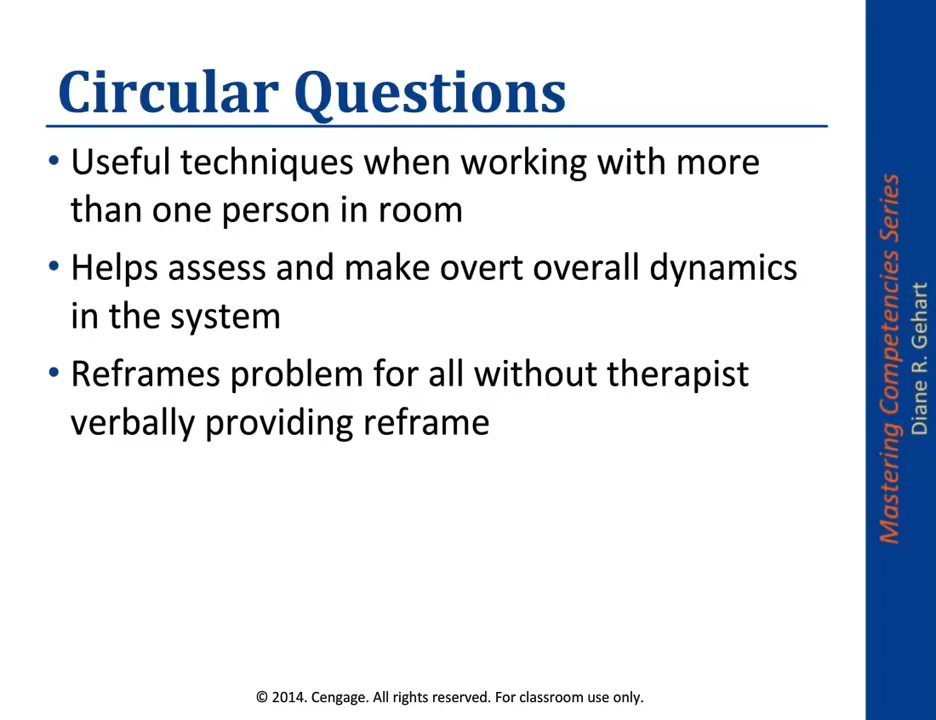 Circular Questions
• Useful techniques when working with more
than one person in room
• Helps assess and make overt overall dynamics
in the system
• Reframes problem for all without therapist
verbally providing reframe
Mastering Competencies Series
Diane R. Gehart
© 2014. Cengage. All rights reserved. For classroom use only.